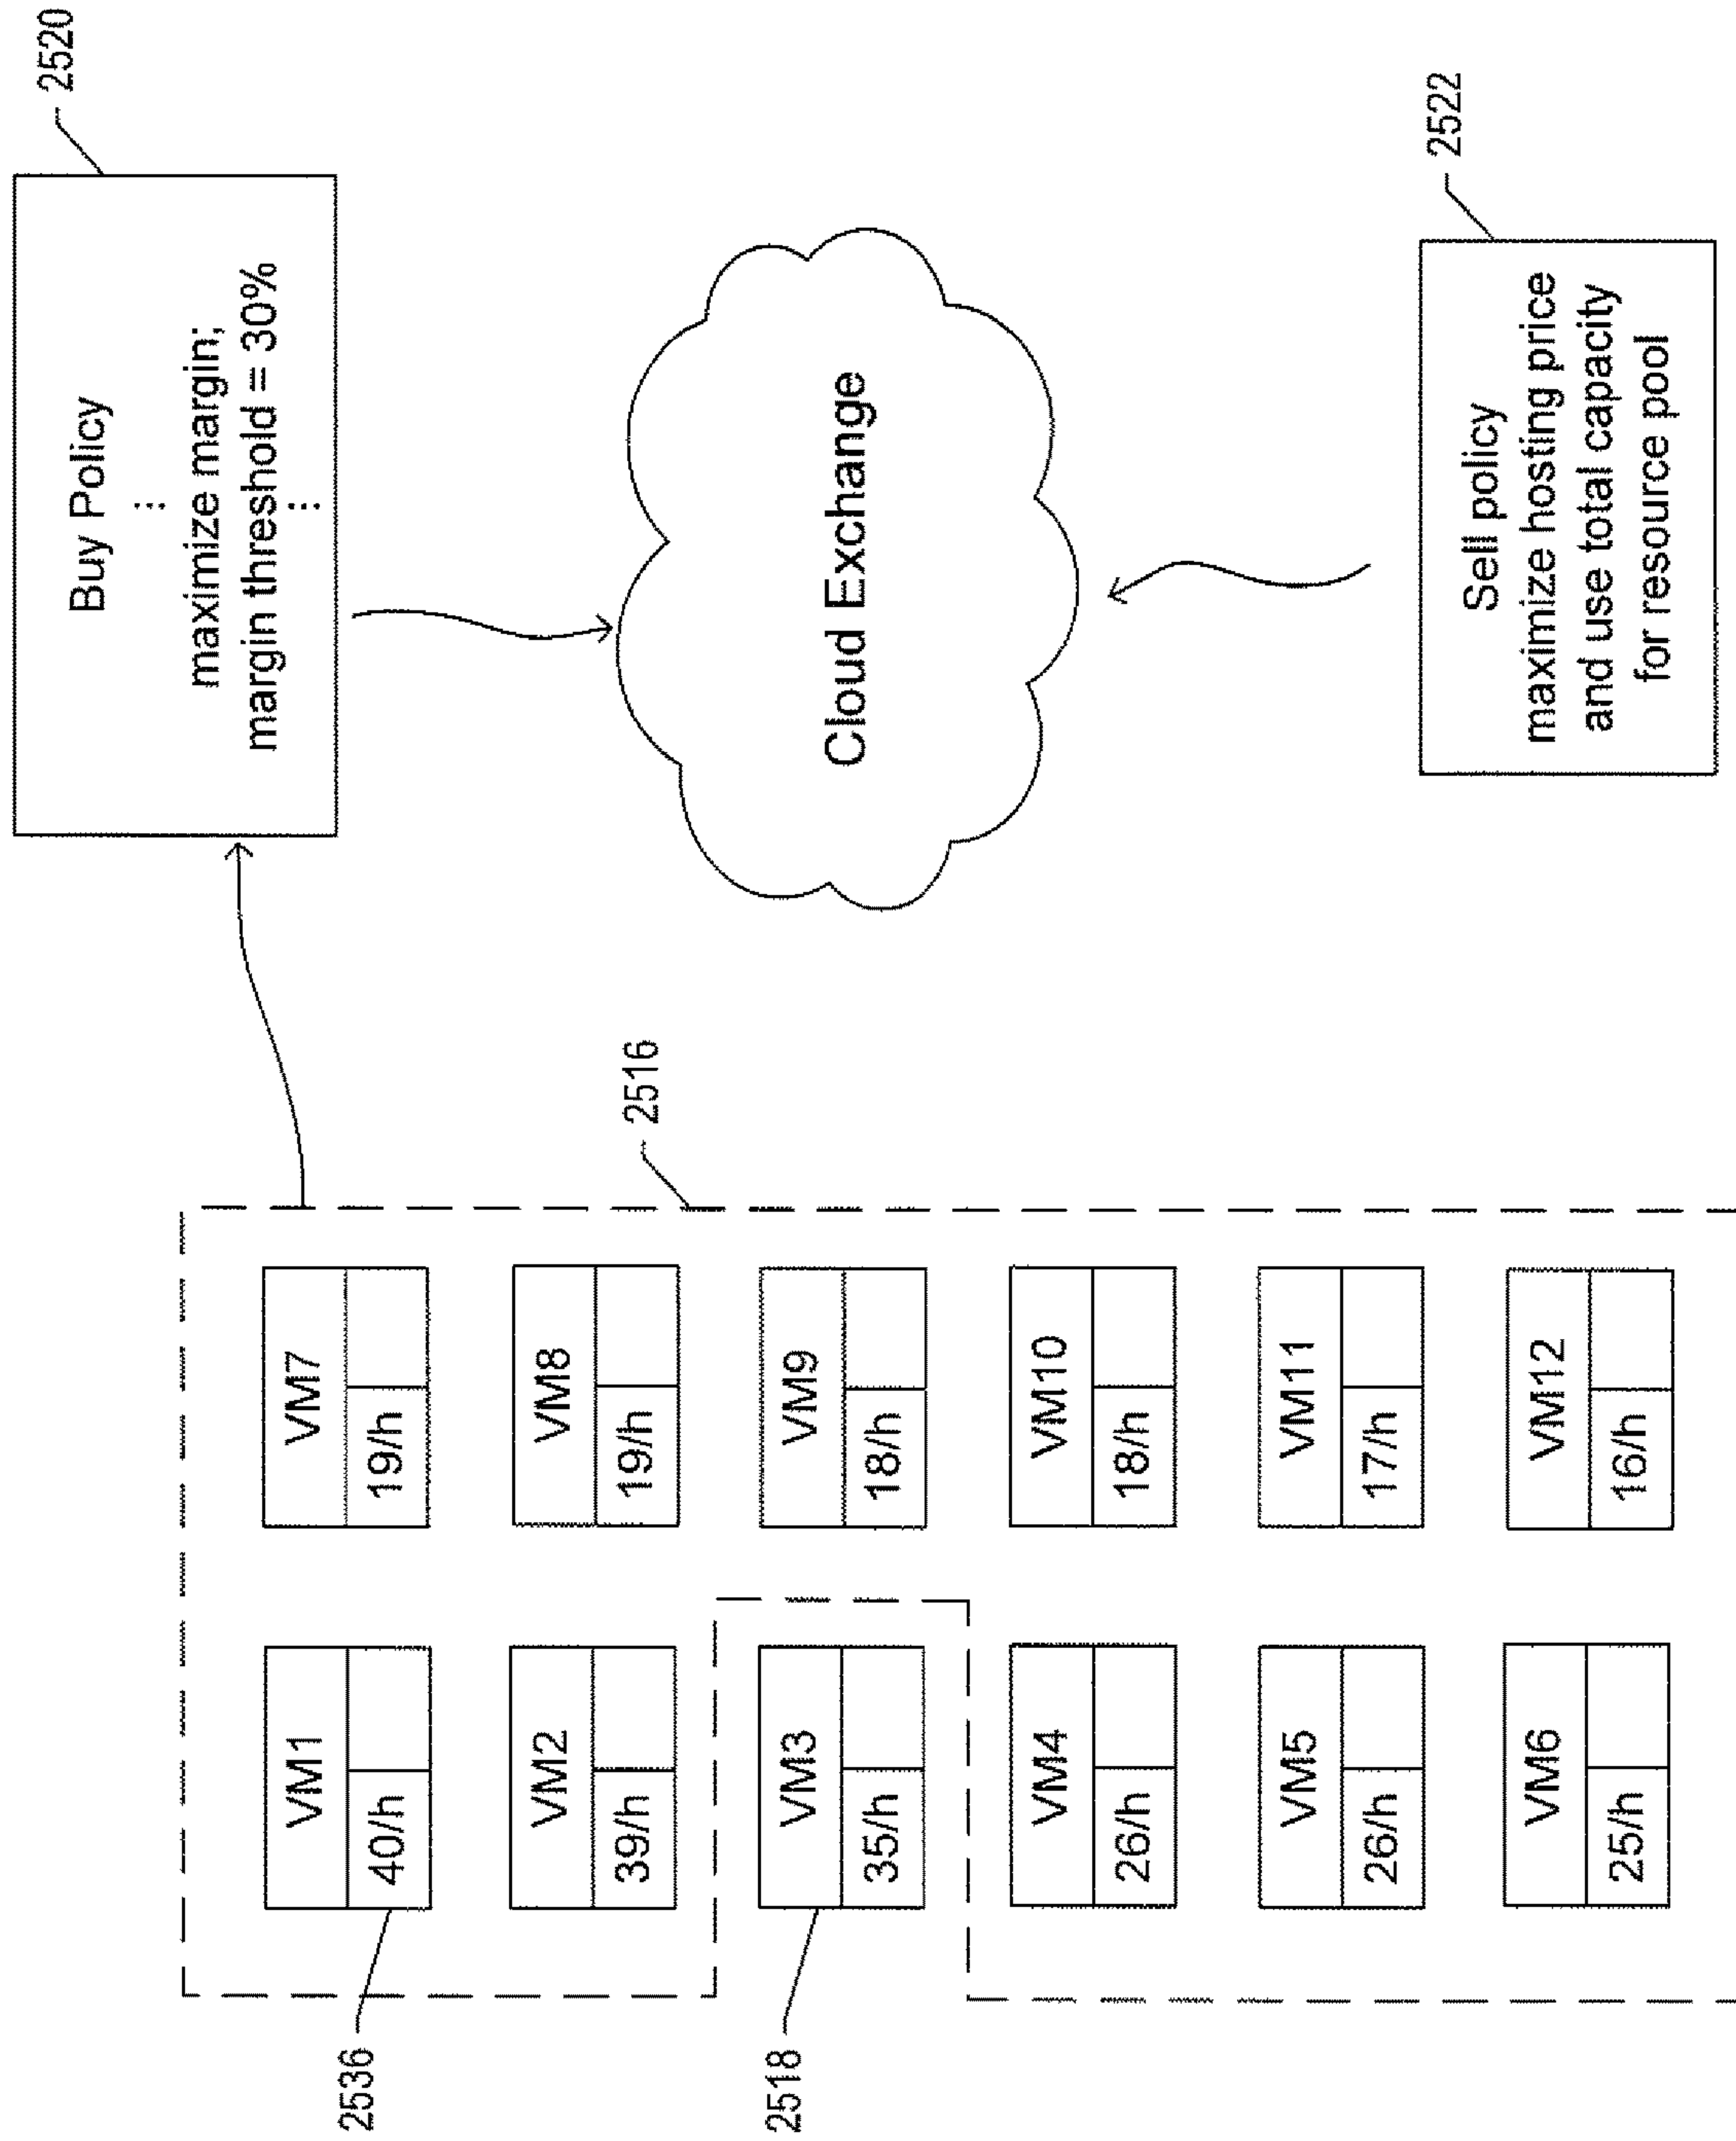 2520
Buy Policy
⋮
maximize margin;
margin threshold = 30%
⋮
2536
VM1
40/h
VM7
19/h
VM2
39/h
VM8
19/h
2516
2518
VM3
35/h
VM9
18/h
Cloud Exchange
VM4
26/h
VM10
18/h
VM5
26/h
VM11
17/h
VM6
25/h
VM12
16/h
2522
Sell policy
maximize hosting price
and use total capacity
for resource pool